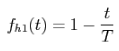 f_{h1}(t) = 1 - \frac{t}{T}